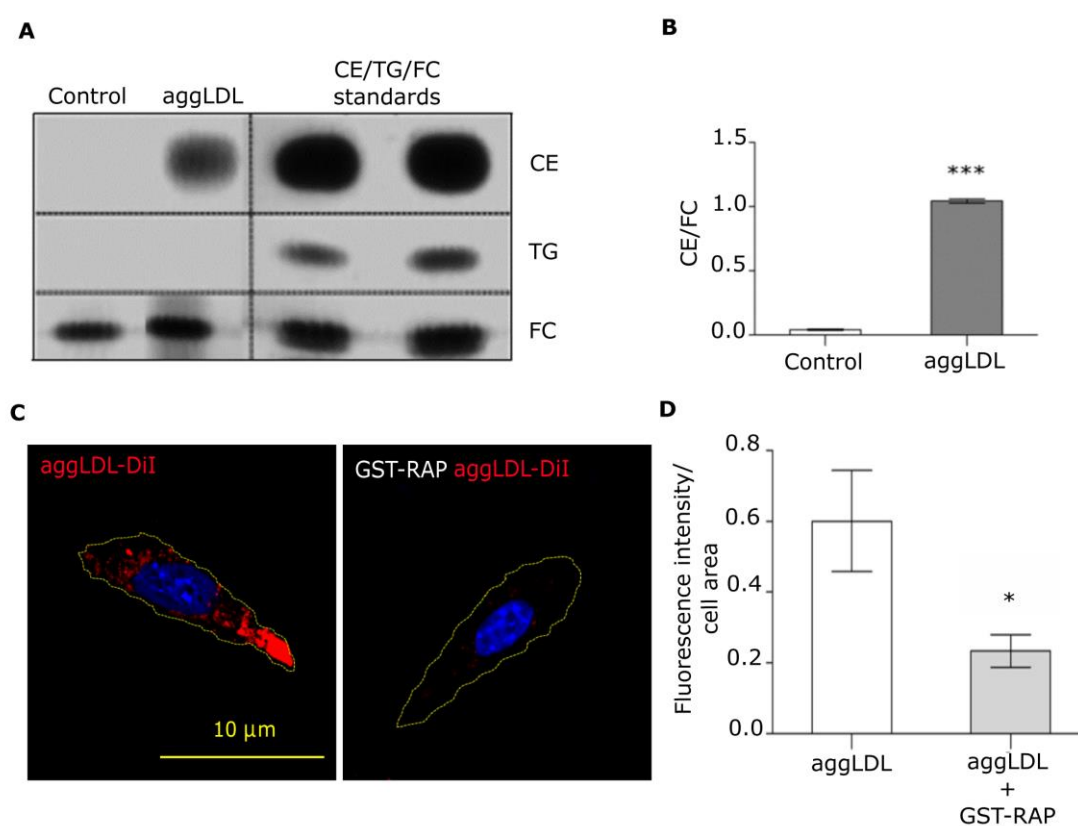 A
Control
aggLDL
CE/TG/FC
standards
CE
TG
FC
B
CE/FC
1.5
1.0
0.5
0.0
***
Control
aggLDL
C
aggLDL-DiI
10 μm
GST-RAP aggLDL-DiI
D
Fluorescence intensity/
cell area
0.8
0.6
0.4
0.2
0.0
*
aggLDL
aggLDL
+
GST-RAP